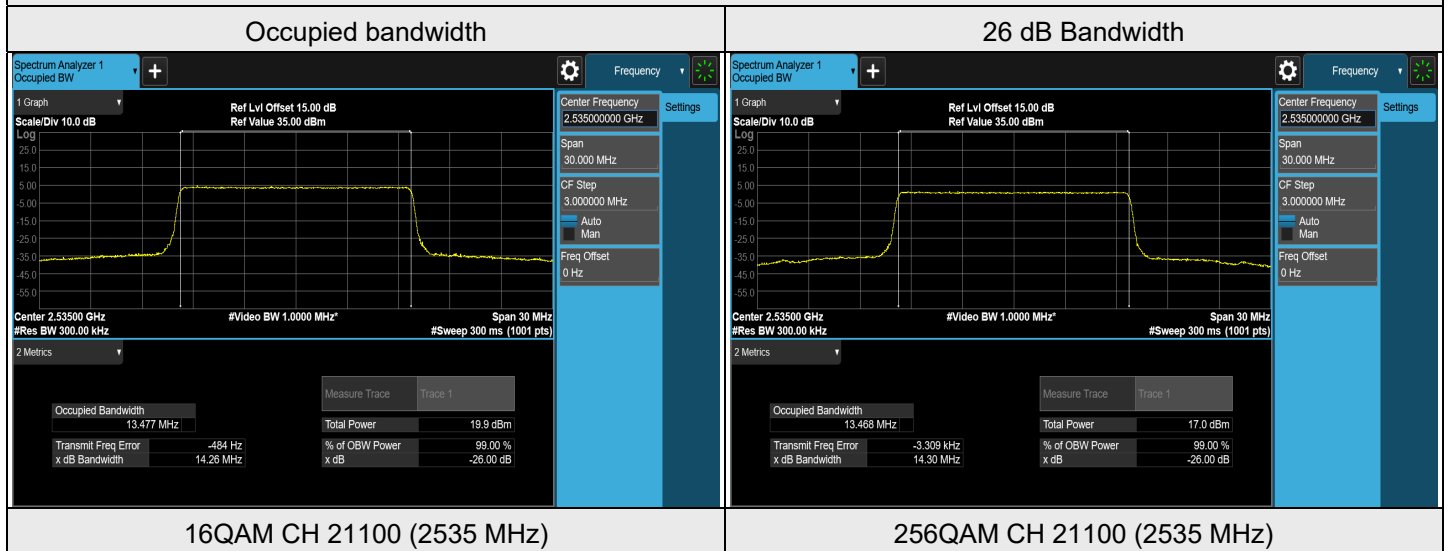 Occupied bandwidth
26 dB Bandwidth
Spectrum Analyzer 1
Occupied BW
+
Frequency
1 Graph
Scale/Div 10.0 dB
Ref Lvl Offset 15.00 dB
Ref Value 35.00 dBm
Log
25.0
15.0
5.00
-5.00
-15.0
-25.0
-35.0
-45.0
-55.0
Center 2.53500 GHz
#Res BW 300.00 kHz
#Video BW 1.0000 MHz*
Span 30 MHz
#Sweep 300 ms (1001 pts)
Center Frequency
2.535000000 GHz
Settings
Span
30.000 MHz
CF Step
3.000000 MHz
Auto
Man
Freq Offset
0 Hz
2 Metrics
Measure Trace Trace 1
Occupied Bandwidth
13.477 MHz
Total Power 19.9 dBm
Transmit Freq Error -484 Hz
% of OBW Power 99.00 %
x dB Bandwidth 14.26 MHz
x dB -26.00 dB
Spectrum Analyzer 1
Occupied BW
+
Frequency
1 Graph
Scale/Div 10.0 dB
Ref Lvl Offset 15.00 dB
Ref Value 35.00 dBm
Log
25.0
15.0
5.00
-5.00
-15.0
-25.0
-35.0
-45.0
-55.0
Center 2.53500 GHz
#Res BW 300.00 kHz
#Video BW 1.0000 MHz*
Span 30 MHz
#Sweep 300 ms (1001 pts)
Center Frequency
2.535000000 GHz
Settings
Span
30.000 MHz
CF Step
3.000000 MHz
Auto
Man
Freq Offset
0 Hz
2 Metrics
Measure Trace Trace 1
Occupied Bandwidth
13.468 MHz
Total Power 17.0 dBm
Transmit Freq Error -3.309 kHz
% of OBW Power 99.00 %
x dB Bandwidth 14.30 MHz
x dB -26.00 dB
16QAM CH 21100 (2535 MHz)
256QAM CH 21100 (2535 MHz)